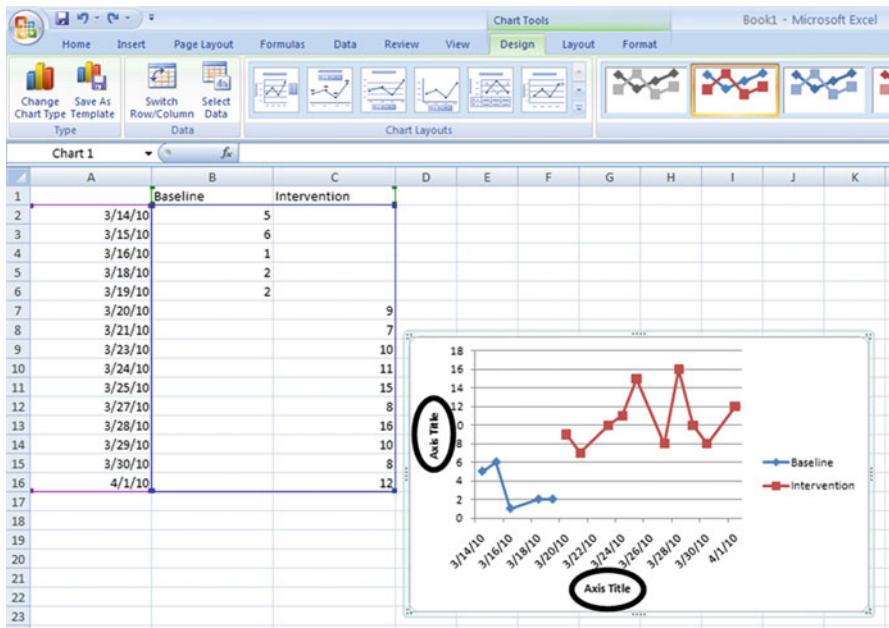 Chart Tools
Book1 - Microsoft Excel
Home Insert Page Layout Formulas Data Review View Design Layout Format
Change Chart Type
Save As Template
Switch Row/Column
Select Data
Type Data Chart Layouts
Chart 1 fx
A B C D E F G H I J K
1 Baseline Intervention
2 3/14/10 5
3 3/15/10 6
4 3/16/10 1
5 3/18/10 2
6 3/19/10 2
7 3/20/10 9
8 3/21/10 7
9 3/23/10 10
10 3/24/10 11
11 3/25/10 15
12 3/27/10 8
13 3/28/10 16
14 3/29/10 10
15 3/30/10 8
16 4/1/10 12
17
18
19
20
21
22
23
18
16
14
12
10
8
6
4
2
0
Axis Title
3/14/10 3/16/10 3/18/10 3/20/10 3/22/10 3/24/10 3/26/10 3/28/10 3/30/10 4/1/10
Axis Title
Baseline
Intervention